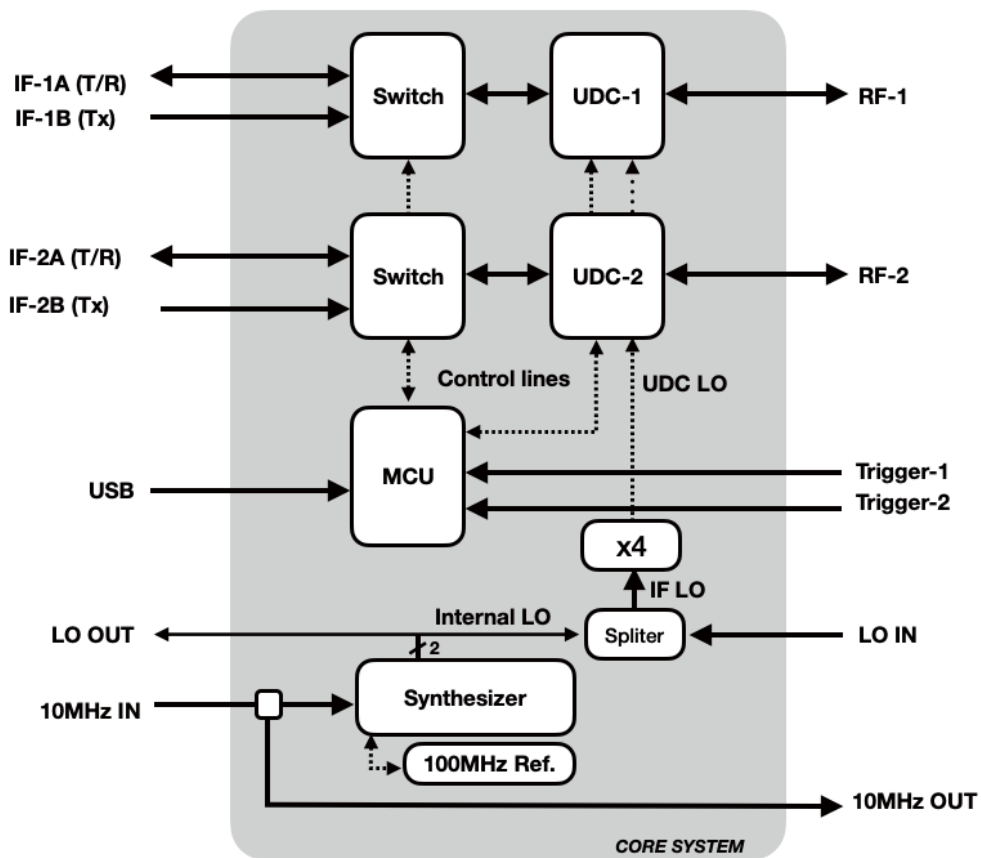 IF-1A (T/R)
IF-1B (Tx)
Switch
UDC-1
RF-1
IF-2A (T/R)
IF-2B (Tx)
Switch
UDC-2
RF-2
Control lines
UDC LO
USB
MCU
Trigger-1
Trigger-2
x4
IF LO
LO OUT
Internal LO
2
Spliter
LO IN
10MHz IN
Synthesizer
100MHz Ref.
10MHz OUT
CORE SYSTEM